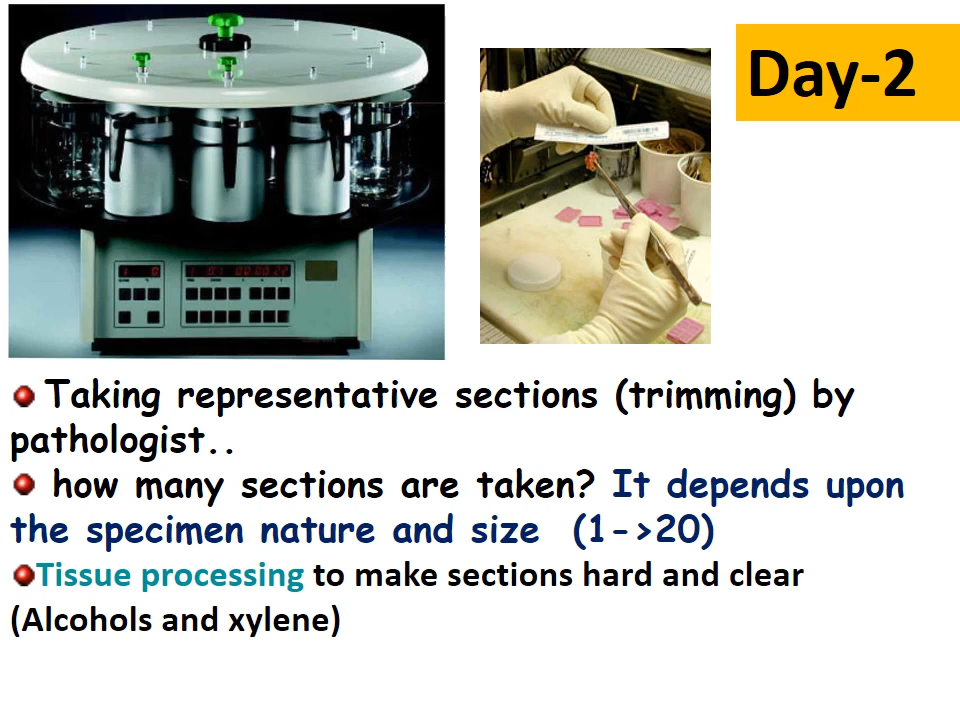 Day-2
Taking representative sections (trimming) by
pathologist..
how many sections are taken? It depends upon
the specimen nature and size (1->20)
Tissue processing to make sections hard and clear
(Alcohols and xylene)